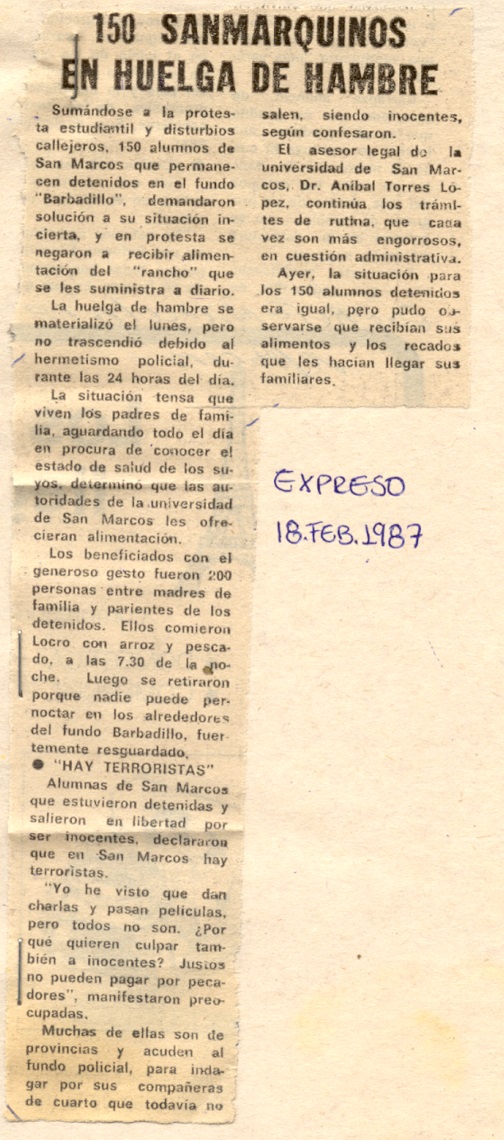 150 SANMARQUINOS
EN HUELGA DE HAMBRE
Sumándose a la protes-
ta estudiantil y disturbios
callejeros, 150 alumnos de
San Marcos que permane-
cen detenidos en el fundo
"Barbadillo", demandaron
solución a su situación in-
cierta, y en protesta se
negaron a recibir alimen-
tación del "rancho" que
se les suministra a diario.
La huelga de hambre se
materializó el lunes, pero
no trascendió debido al
hermetismo policial, du-
rante las 24 horas del día.
La situación tensa que
viven los padres de fami-
lia, aguardando todo el día
en procura de conocer el
estado de salud de los su-
yos, determinó que las au-
toridades de la universidad
de San Marcos les ofre-
cieran alimentación.
Los beneficiados con el
generoso gesto fueron 200
personas entre madres de
familia y parientes de los
detenidos. Ellos comieron
Locro con arroz y pesca-
do, a las 7.30 de la no-
che. Luego se retiraron
porque nadie puede per-
noctar en los alrededores
del fundo Barbadillo, fuer-
temente resguardado.
● "HAY TERRORISTAS"
Alumnas de San Marcos
que estuvieron detenidas y
salieron en libertad por
ser inocentes, declararon
que en San Marcos hay
terroristas.
"Yo he visto que dan
charlas y pasan películas,
pero todos no son. ¿Por
qué quieren culpar tam-
bién a inocentes? Justos
no pueden pagar por peca-
dores", manifestaron preo-
cupadas.
Muchas de ellas son de
provincias y acuden al
fundo policial, para inda-
gar por sus compañeras
de cuarto que todavía no
salen, siendo inocentes,
según confesaron.
El asesor legal de la
universidad de San Mar-
cos, Dr. Aníbal Torres Ló-
pez, continúa los trámi-
tes de rutina, que cada
vez son más engorrosos,
en cuestión administrativa.
Ayer, la situación para
los 150 alumnos detenidos
era igual, pero pudo ob-
servarse que recibían sus
alimentos y los recados
que les hacían llegar sus
familiares.
EXPRESO
18.FEB.1987